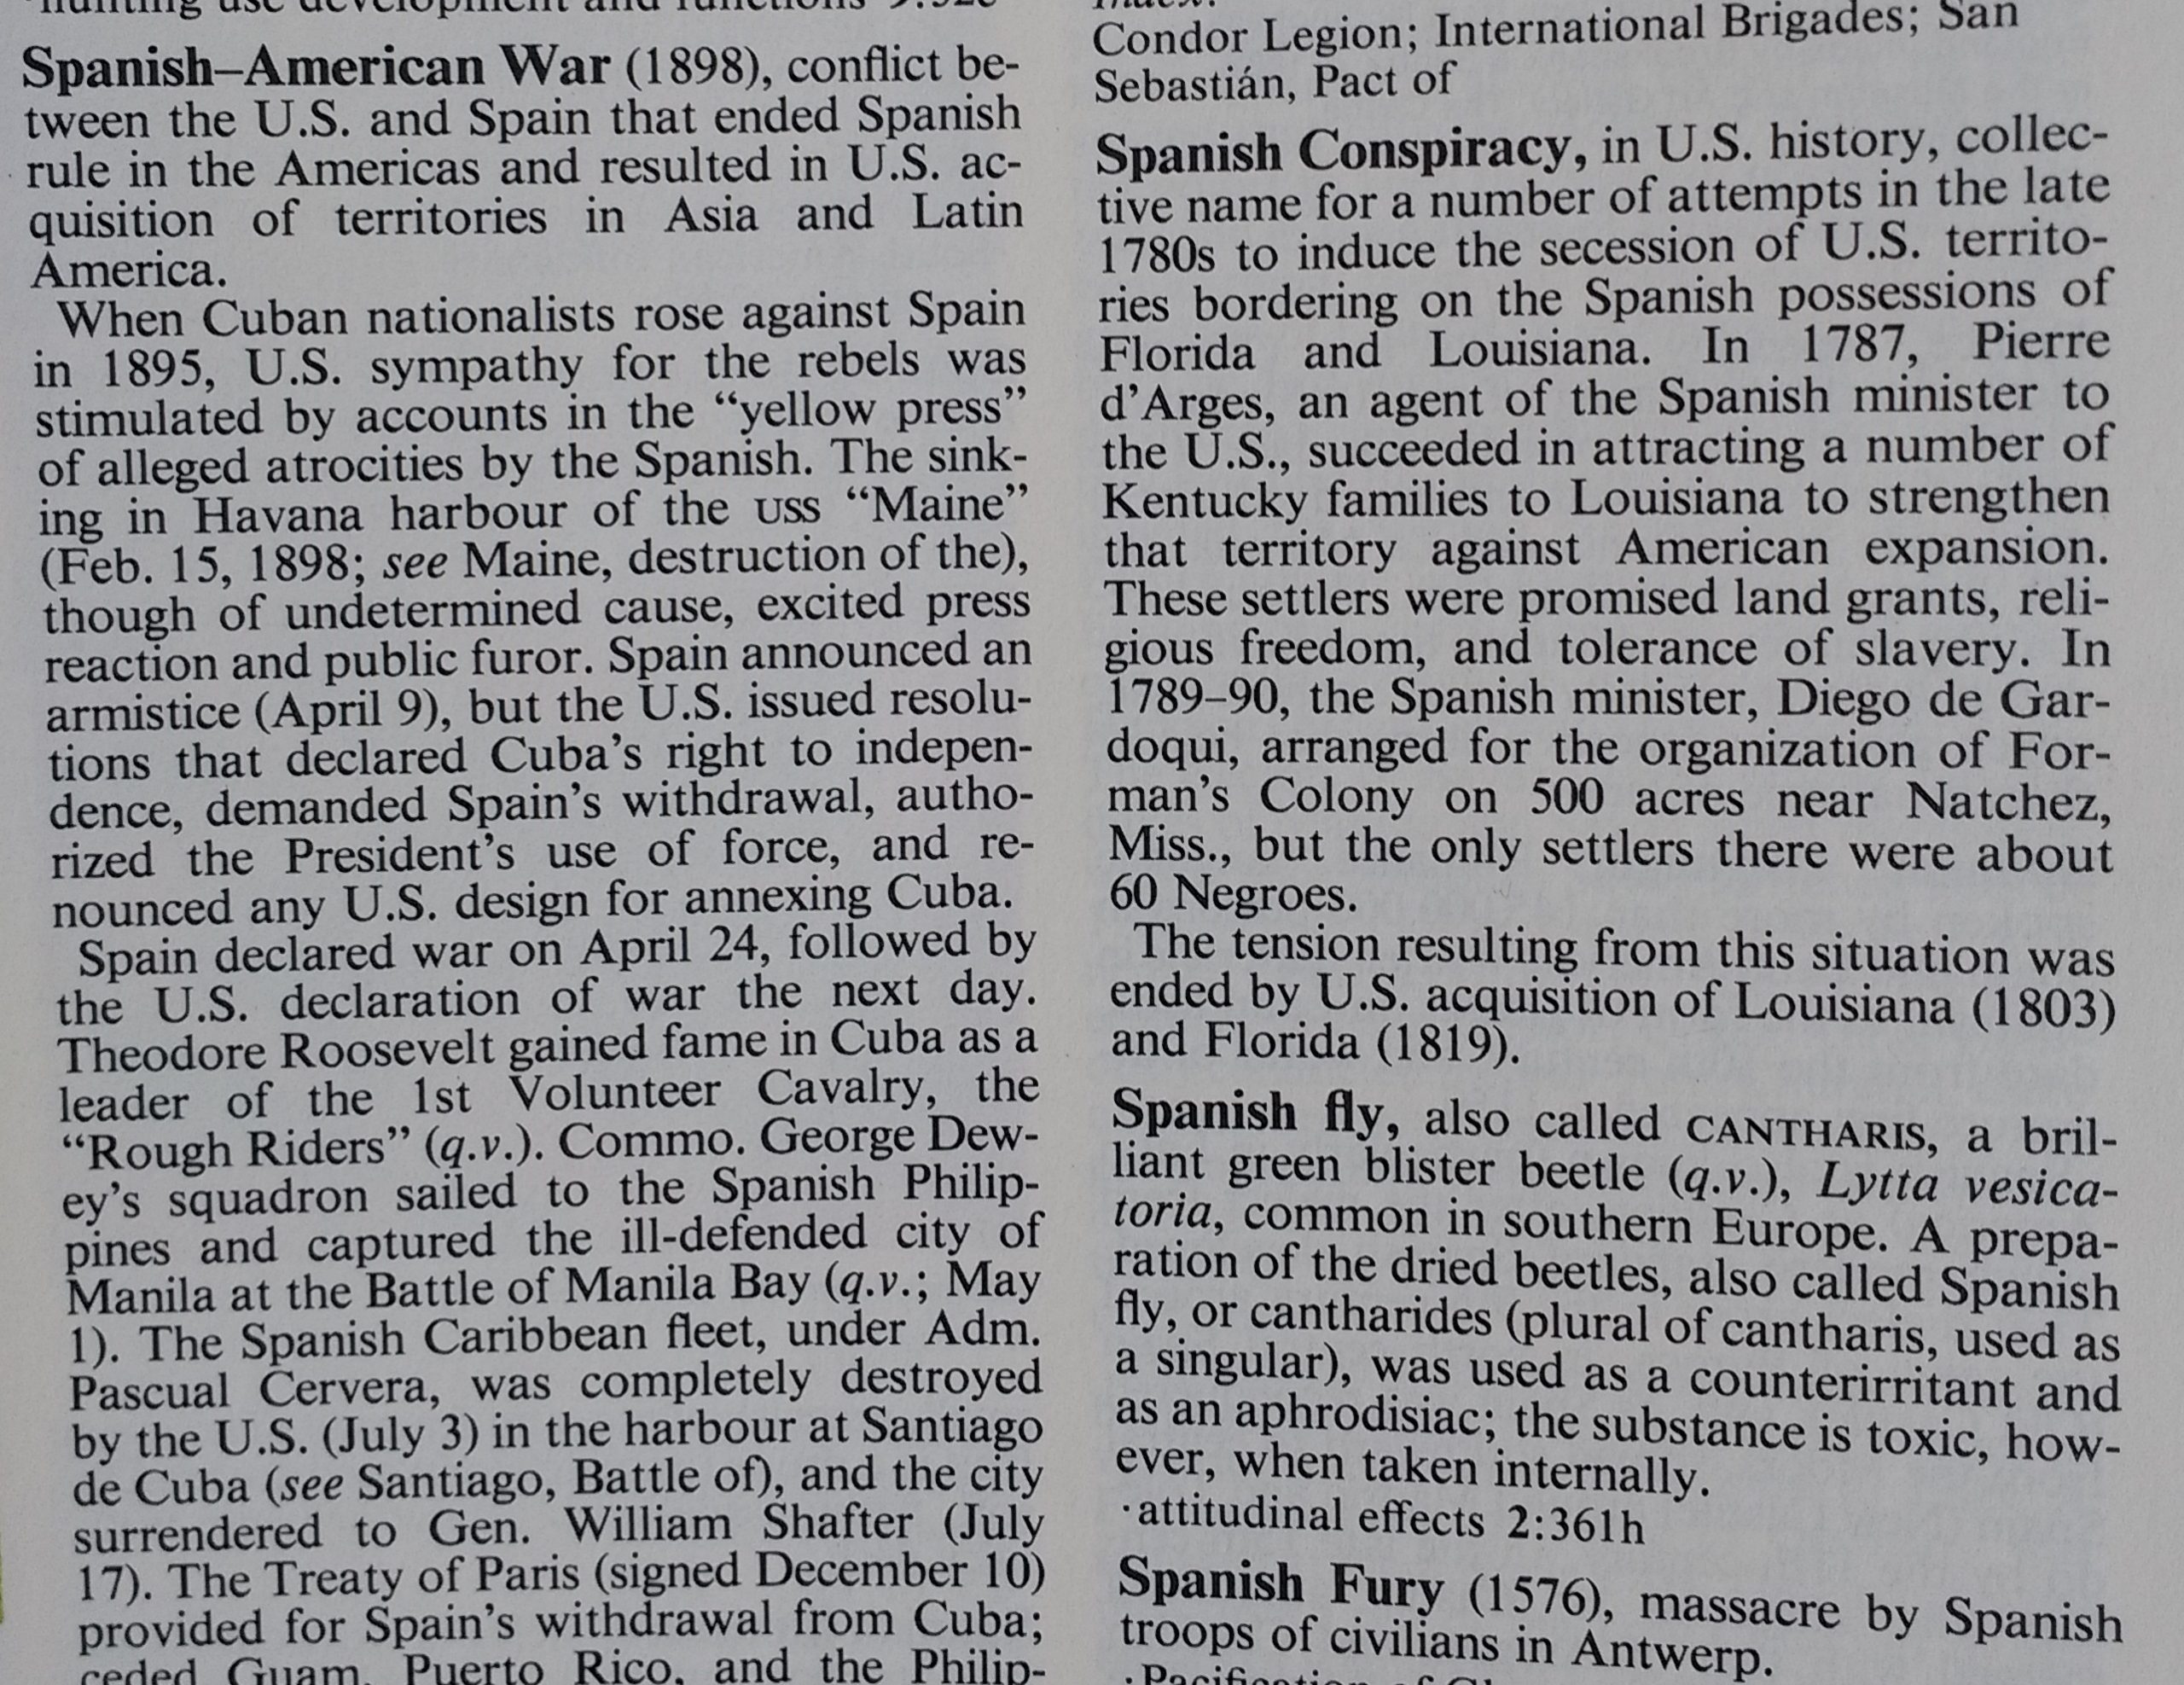 hunting use development and functions
Spanish–American War (1898), conflict be-
tween the U.S. and Spain that ended Spanish
rule in the Americas and resulted in U.S. ac-
quisition of territories in Asia and Latin
America.
When Cuban nationalists rose against Spain
in 1895, U.S. sympathy for the rebels was
stimulated by accounts in the “yellow press”
of alleged atrocities by the Spanish. The sink-
ing in Havana harbour of the USS “Maine”
(Feb. 15, 1898; see Maine, destruction of the),
though of undetermined cause, excited press
reaction and public furor. Spain announced an
armistice (April 9), but the U.S. issued resolu-
tions that declared Cuba’s right to indepen-
dence, demanded Spain’s withdrawal, autho-
rized the President’s use of force, and re-
nounced any U.S. design for annexing Cuba.
Spain declared war on April 24, followed by
the U.S. declaration of war the next day.
Theodore Roosevelt gained fame in Cuba as a
leader of the 1st Volunteer Cavalry, the
“Rough Riders” (q.v.). Commo. George Dew-
ey’s squadron sailed to the Spanish Philip-
pines and captured the ill-defended city of
Manila at the Battle of Manila Bay (q.v.; May
1). The Spanish Caribbean fleet, under Adm.
Pascual Cervera, was completely destroyed
by the U.S. (July 3) in the harbour at Santiago
de Cuba (see Santiago, Battle of), and the city
surrendered to Gen. William Shafter (July
17). The Treaty of Paris (signed December 10)
provided for Spain’s withdrawal from Cuba;
ceded Guam, Puerto Rico, and the Philip-
Condor Legion; International Brigades; San
Sebastián, Pact of
Spanish Conspiracy, in U.S. history, collec-
tive name for a number of attempts in the late
1780s to induce the secession of U.S. territo-
ries bordering on the Spanish possessions of
Florida and Louisiana. In 1787, Pierre
d’Arges, an agent of the Spanish minister to
the U.S., succeeded in attracting a number of
Kentucky families to Louisiana to strengthen
that territory against American expansion.
These settlers were promised land grants, reli-
gious freedom, and tolerance of slavery. In
1789–90, the Spanish minister, Diego de Gar-
doqui, arranged for the organization of For-
man’s Colony on 500 acres near Natchez,
Miss., but the only settlers there were about
60 Negroes.
The tension resulting from this situation was
ended by U.S. acquisition of Louisiana (1803)
and Florida (1819).
Spanish fly, also called CANTHARIS, a bril-
liant green blister beetle (q.v.), Lytta vesica-
toria, common in southern Europe. A prepa-
ration of the dried beetles, also called Spanish
fly, or cantharides (plural of cantharis, used as
a singular), was used as a counterirritant and
as an aphrodisiac; the substance is toxic, how-
ever, when taken internally.
·attitudinal effects 2:361h
Spanish Fury (1576), massacre by Spanish
troops of civilians in Antwerp.